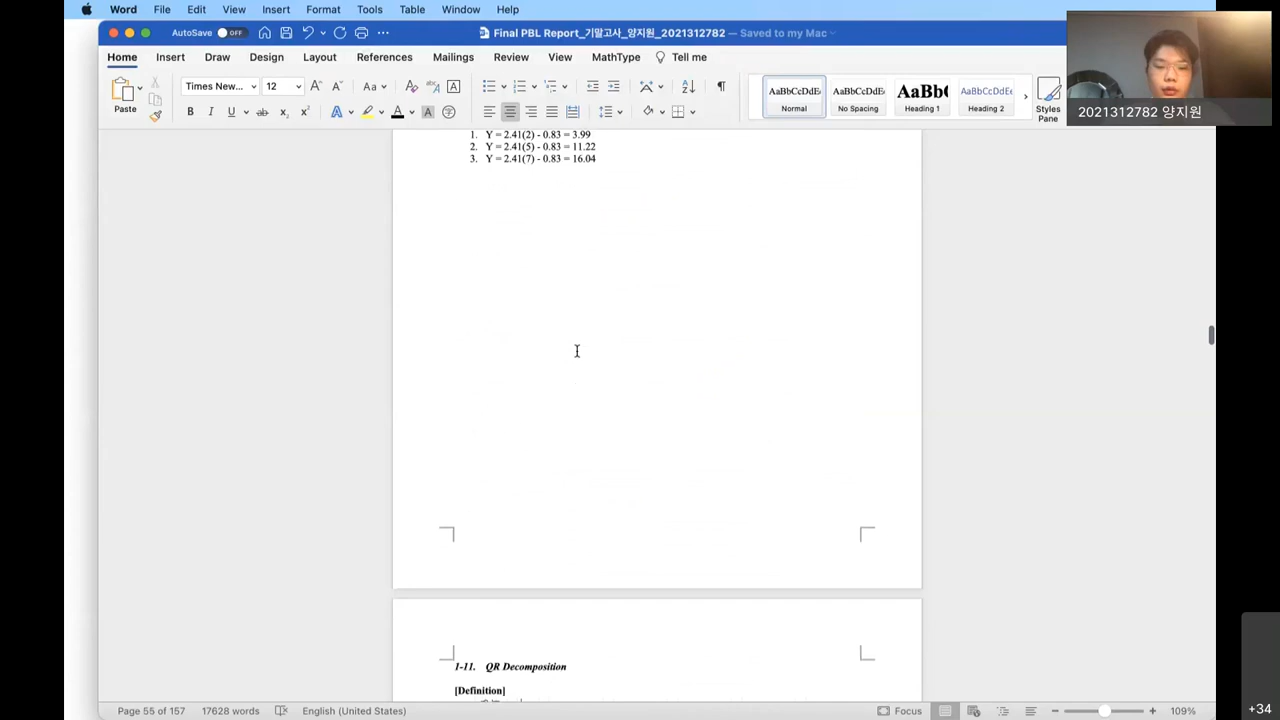 Word File Edit View Insert Format Tools Table Window Help
AutoSave OFF Final PBL Report_기말고사_양지원_2021312782 — Saved to my Mac
Home Insert Draw Design Layout References Mailings Review View MathType Tell me
Paste Times New... 12 Aa A
B I U ab x₂ x² A A A
AaBbCcDdEe AaBbCcDdEe AaBbC AaBbCcDdEe
Normal No Spacing Heading 1 Heading 2 Styles Pane
2021312782 양지원
1. Y = 2.41(2) - 0.83 = 3.99
2. Y = 2.41(5) - 0.83 = 11.22
3. Y = 2.41(7) - 0.83 = 16.04
1-11. QR Decomposition
[Definition]
Page 55 of 157 17628 words English (United States) Focus 109%
+34